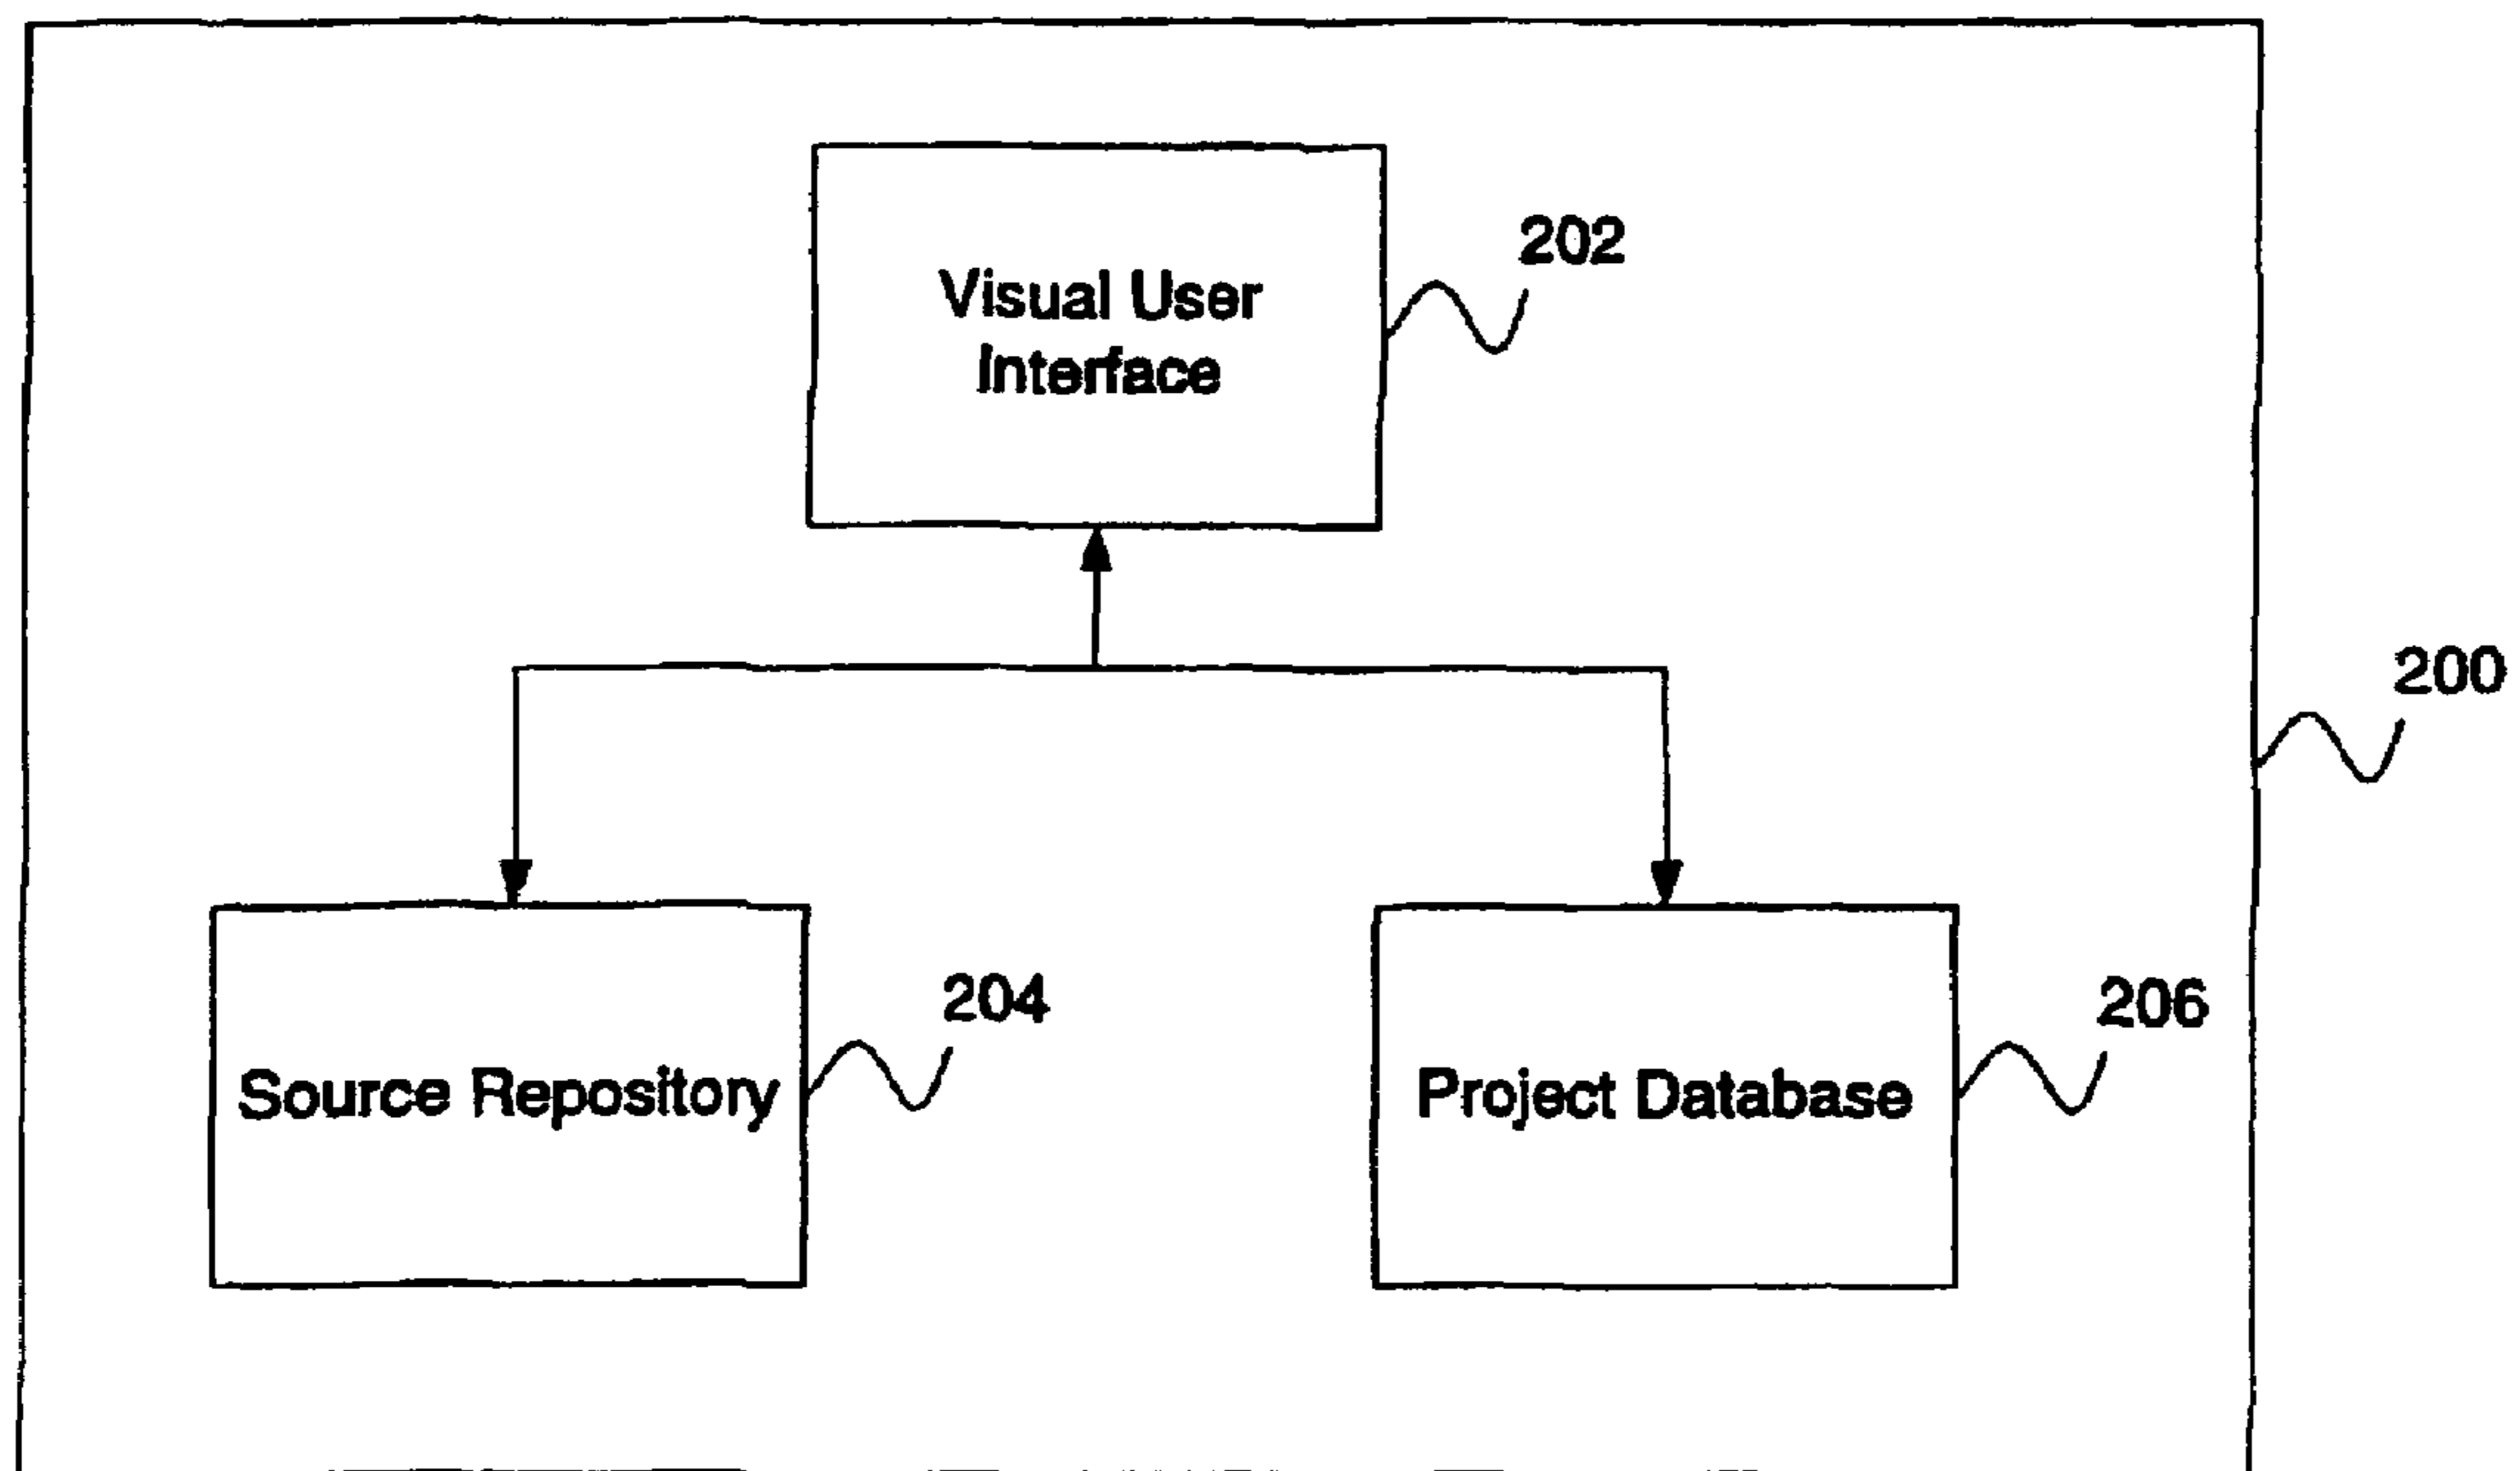 202
Visual User
Interface
200
204
206
Source Repository
Project Database